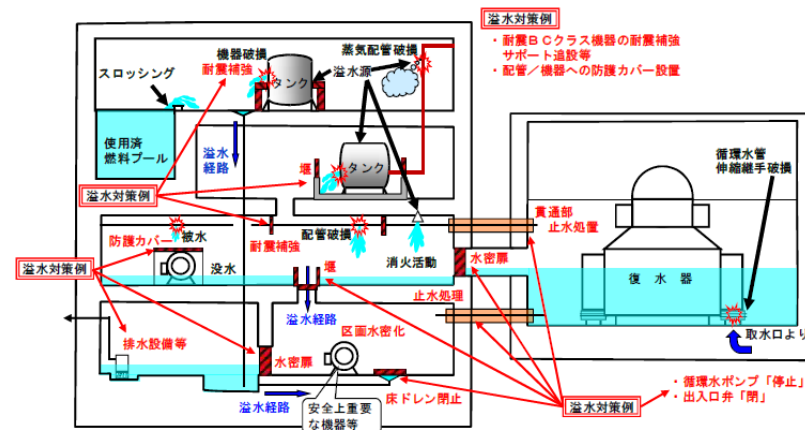 溢水対策例
・耐震ＢＣクラス機器の耐震補強
サポート追設等
・配管／機器への防護カバー設置
機器破損
耐震補強
蒸気配管破損
スロッシング
タンク
溢水源
使用済
燃料プール
溢水
経路
堰
タンク
溢水対策例
循環水管
伸縮継手破損
貫通部
止水処置
被水
防護カバー
耐震補強
配管破損
消火活動
溢水対策例
没水
堰
水密扉
復水器
止水処理
溢水経路
区画水密化
取水口より
排水設備等
水密扉
・循環水ポンプ「停止」
・出入口弁「閉」
溢水経路
安全上重要
な機器等
床ドレン閉止
溢水対策例